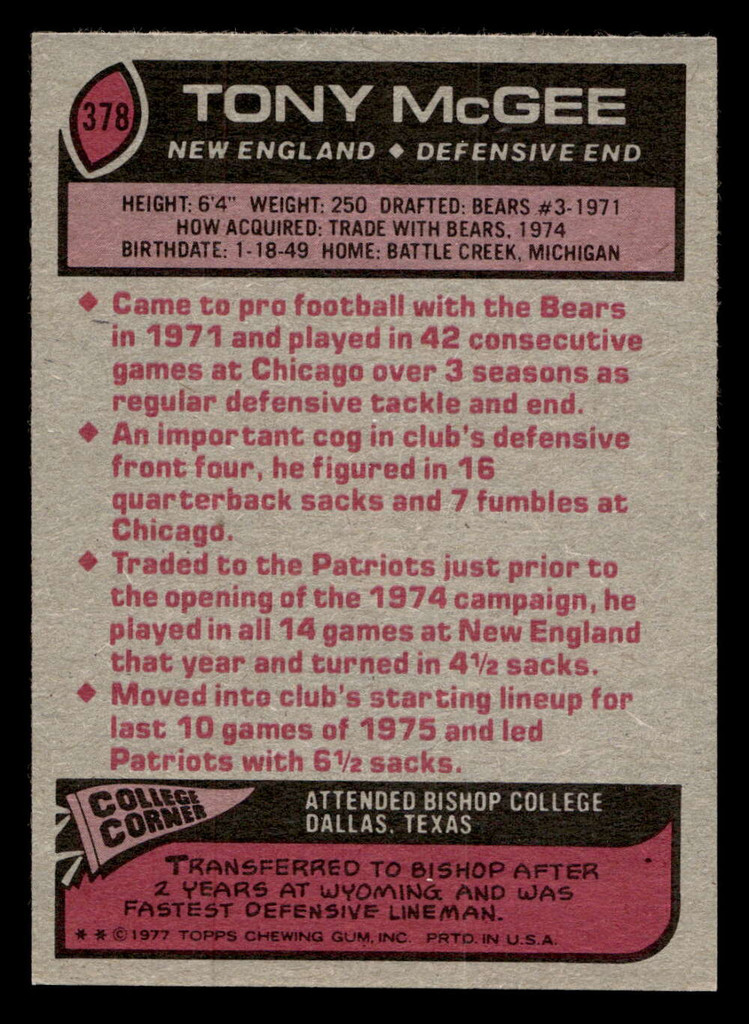 378
TONY McGEE
NEW ENGLAND ◆ DEFENSIVE END
HEIGHT: 6'4" WEIGHT: 250 DRAFTED: BEARS #3-1971
HOW ACQUIRED: TRADE WITH BEARS, 1974
BIRTHDATE: 1-18-49 HOME: BATTLE CREEK, MICHIGAN
◆ Came to pro football with the Bears
in 1971 and played in 42 consecutive
games at Chicago over 3 seasons as
regular defensive tackle and end.
◆ An important cog in club's defensive
front four, he figured in 16
quarterback sacks and 7 fumbles at
Chicago.
◆ Traded to the Patriots just prior to
the opening of the 1974 campaign, he
played in all 14 games at New England
that year and turned in 4½ sacks.
◆ Moved into club's starting lineup for
last 10 games of 1975 and led
Patriots with 6½ sacks.
COLLEGE
CORNER
ATTENDED BISHOP COLLEGE
DALLAS, TEXAS
TRANSFERRED TO BISHOP AFTER
2 YEARS AT WYOMING AND WAS
FASTEST DEFENSIVE LINEMAN.
* * © 1977 TOPPS CHEWING GUM, INC. PRTD. IN U.S.A.